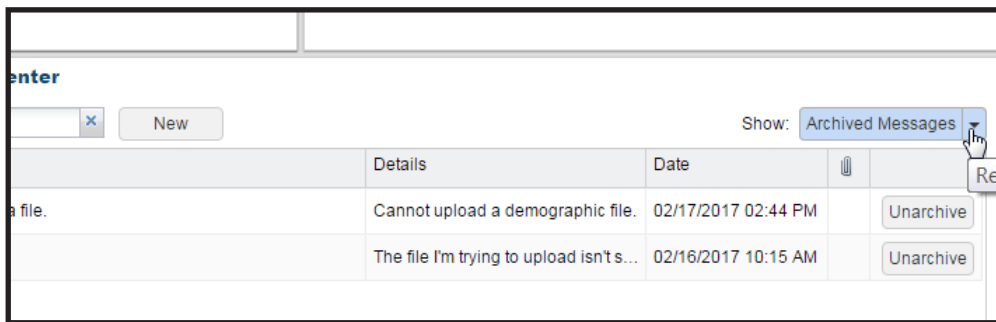 enter
New
Show: Archived Messages
Details Date
Re
a file. Cannot upload a demographic file. 02/17/2017 02:44 PM Unarchive
The file I'm trying to upload isn't s... 02/16/2017 10:15 AM Unarchive